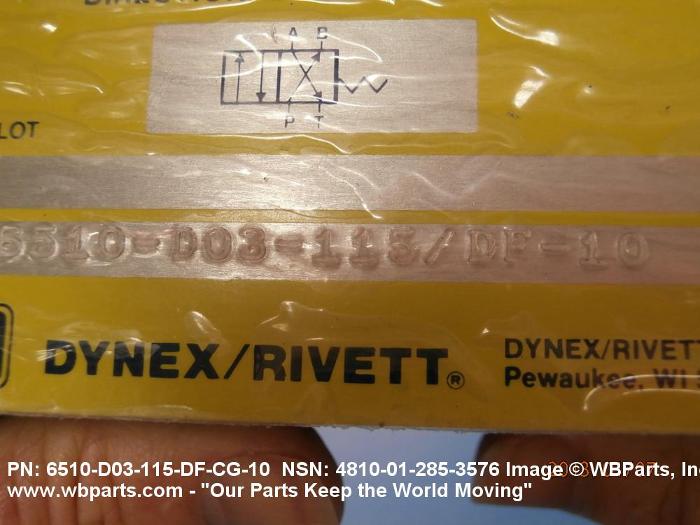 A B
P T
LOT
6510-D03-115/DF-10
DYNEX/RIVETT®
DYNEX/RIVETT
Pewaukee, WI
PN: 6510-D03-115-DF-CG-10 NSN: 4810-01-285-3576 Image © WBParts, Inc
www.wbparts.com - "Our Parts Keep the World Moving"